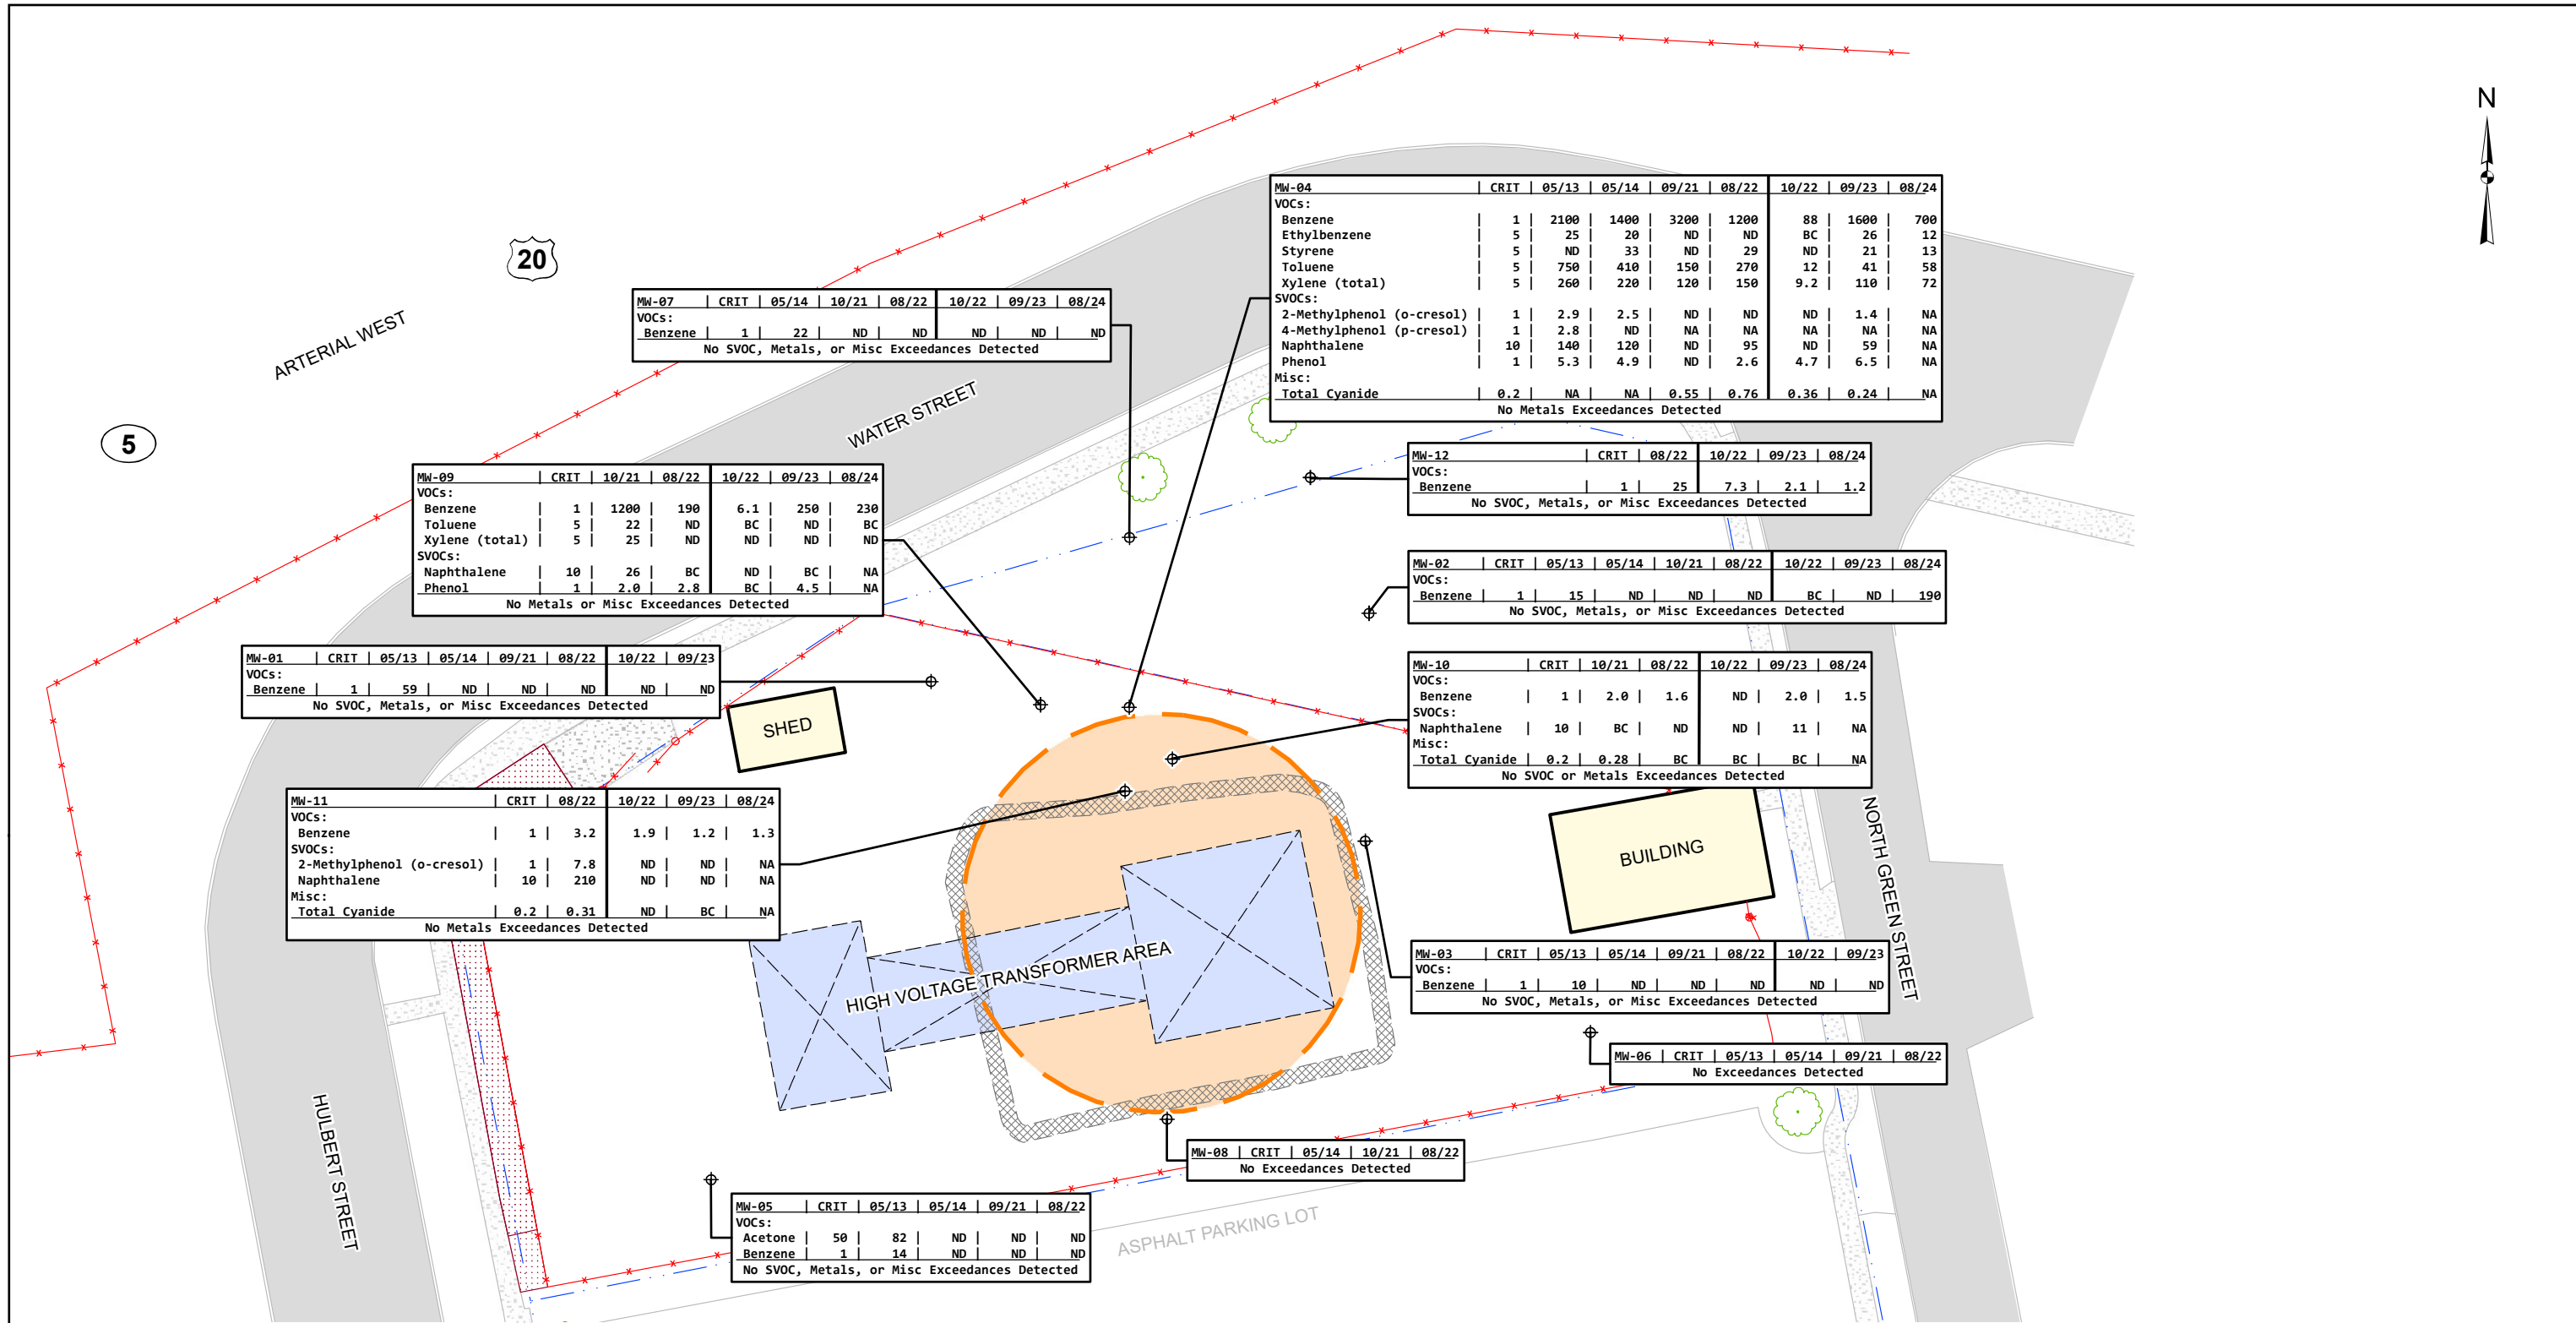 N
MW-04 | CRIT | 05/13 | 05/14 | 09/21 | 08/22 | 10/22 | 09/23 | 08/24
VOCs:
Benzene | 1 | 2100 | 1400 | 3200 | 1200 | 88 | 1600 | 700
Ethylbenzene | 5 | 25 | 20 | ND | ND | BC | 26 | 12
Styrene | 5 | ND | 33 | ND | 29 | ND | 21 | 13
Toluene | 5 | 750 | 410 | 150 | 270 | 12 | 41 | 58
Xylene (total) | 5 | 260 | 220 | 120 | 150 | 9.2 | 110 | 72
SVOCs:
2-Methylphenol (o-cresol) | 1 | 2.9 | 2.5 | ND | ND | ND | 1.4 | NA
4-Methylphenol (p-cresol) | 1 | 2.8 | ND | NA | NA | NA | NA | NA
Naphthalene | 10 | 140 | 120 | ND | 95 | ND | 59 | NA
Phenol | 1 | 5.3 | 4.9 | ND | 2.6 | 4.7 | 6.5 | NA
Misc:
Total Cyanide | 0.2 | NA | NA | 0.55 | 0.76 | 0.36 | 0.24 | NA
No Metals Exceedances Detected
20
ARTERIAL WEST
5
MW-07 | CRIT | 05/14 | 10/21 | 08/22 | 10/22 | 09/23 | 08/24
VOCs:
Benzene | 1 | 22 | ND | ND | ND | ND | ND
No SVOC, Metals, or Misc Exceedances Detected
WATER STREET
MW-12 | CRIT | 08/22 | 10/22 | 09/23 | 08/24
VOCs:
Benzene | 1 | 25 | 7.3 | 2.1 | 1.2
No SVOC, Metals, or Misc Exceedances Detected
MW-09 | CRIT | 10/21 | 08/22 | 10/22 | 09/23 | 08/24
VOCs:
Benzene | 1 | 1200 | 190 | 6.1 | 250 | 230
Toluene | 5 | 22 | ND | BC | ND | BC
Xylene (total) | 5 | 25 | ND | ND | ND | ND
SVOCs:
Naphthalene | 10 | 26 | BC | ND | BC | NA
Phenol | 1 | 2.0 | 2.8 | BC | 4.5 | NA
No Metals or Misc Exceedances Detected
MW-02 | CRIT | 05/13 | 05/14 | 10/21 | 08/22 | 10/22 | 09/23 | 08/24
VOCs:
Benzene | 1 | 15 | ND | ND | ND | BC | ND | 190
No SVOC, Metals, or Misc Exceedances Detected
MW-01 | CRIT | 05/13 | 05/14 | 09/21 | 08/22 | 10/22 | 09/23
VOCs:
Benzene | 1 | 59 | ND | ND | ND | ND | ND
No SVOC, Metals, or Misc Exceedances Detected
SHED
MW-10 | CRIT | 10/21 | 08/22 | 10/22 | 09/23 | 08/24
VOCs:
Benzene | 1 | 2.0 | 1.6 | ND | 2.0 | 1.5
SVOCs:
Naphthalene | 10 | BC | ND | ND | 11 | NA
Misc:
Total Cyanide | 0.2 | 0.28 | BC | BC | BC | NA
No SVOC or Metals Exceedances Detected
MW-11 | CRIT | 08/22 | 10/22 | 09/23 | 08/24
VOCs:
Benzene | 1 | 3.2 | 1.9 | 1.2 | 1.3
SVOCs:
2-Methylphenol (o-cresol) | 1 | 7.8 | ND | ND | NA
Naphthalene | 10 | 210 | ND | ND | NA
Misc:
Total Cyanide | 0.2 | 0.31 | ND | BC | NA
No Metals Exceedances Detected
BUILDING
NORTH GREEN STREET
HIGH VOLTAGE TRANSFORMER AREA
MW-03 | CRIT | 05/13 | 05/14 | 09/21 | 08/22 | 10/22 | 09/23
VOCs:
Benzene | 1 | 10 | ND | ND | ND | ND | ND
No SVOC, Metals, or Misc Exceedances Detected
MW-06 | CRIT | 05/13 | 05/14 | 09/21 | 08/22
No Exceedances Detected
HULBERT STREET
MW-08 | CRIT | 05/14 | 10/21 | 08/22
No Exceedances Detected
MW-05 | CRIT | 05/13 | 05/14 | 09/21 | 08/22
VOCs:
Acetone | 50 | 82 | ND | ND | ND
Benzene | 1 | 14 | ND | ND | ND
No SVOC, Metals, or Misc Exceedances Detected
ASPHALT PARKING LOT